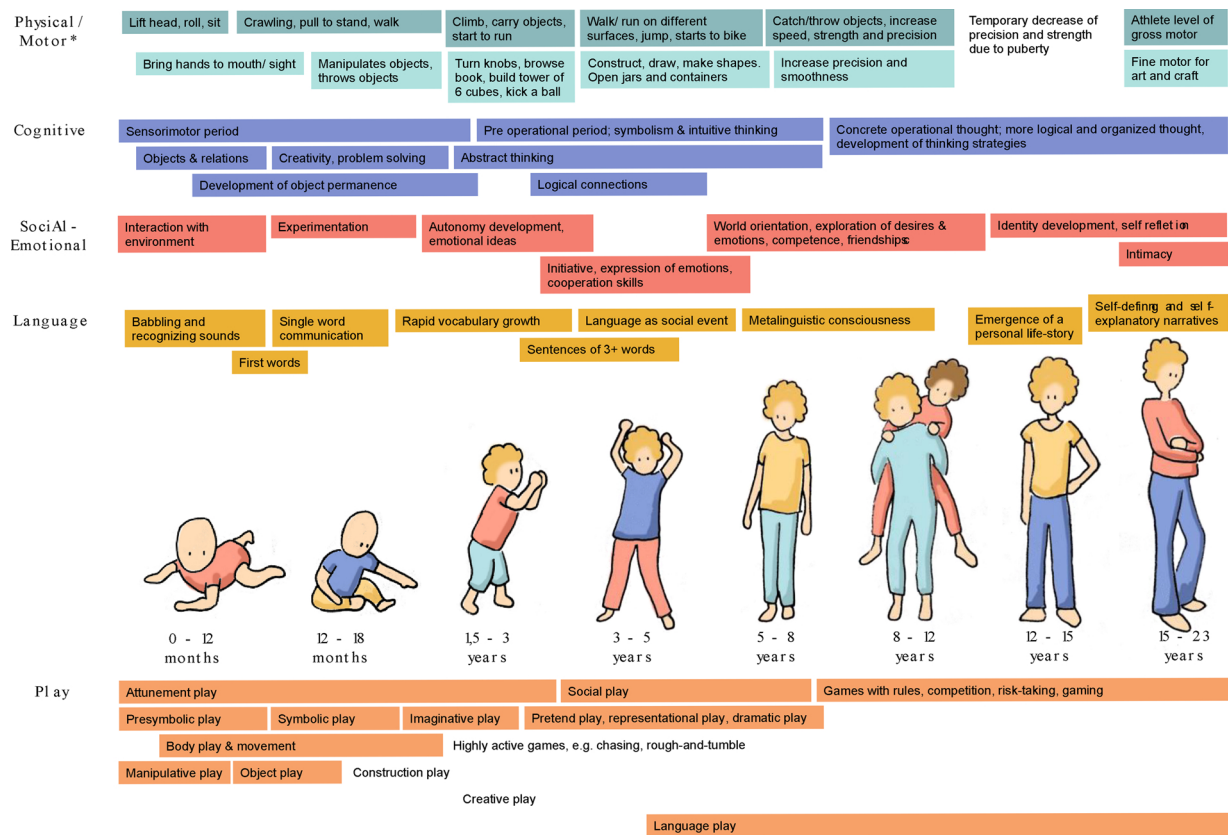 Physical /
Motor*
Lift head, roll, sit
Crawling, pull to stand, walk
Climb, carry objects,
start to run
Walk/ run on different
surfaces, jump, starts to bike
Catch/throw objects, increase
speed, strength and precision
Temporary decrease of
precision and strength
due to puberty
Athlete level of
gross motor
Bring hands to mouth/ sight
Manipulates objects,
throws objects
Turn knobs, browse
book, build tower of
6 cubes, kick a ball
Construct, draw, make shapes.
Open jars and containers
Increase precision and
smoothness
Fine motor for
art and craft
Cognitive
Sensorimotor period
Pre operational period; symbolism & intuitive thinking
Concrete operational thought; more logical and organized thought,
development of thinking strategies
Objects & relations
Creativity, problem solving
Abstract thinking
Development of object permanence
Logical connections
SociAl -
Emotional
Interaction with
environment
Experimentation
Autonomy development,
emotional ideas
World orientation, exploration of desires &
emotions, competence, friendships
Identity development, self refletion
Intimacy
Initiative, expression of emotions,
cooperation skills
Language
Babbling and
recognizing sounds
Single word
communication
Rapid vocabulary growth
Language as social event
Metalinguistic consciousness
Emergence of a
personal life-story
Self-defining and self-
explanatory narratives
First words
Sentences of 3+ words
0 - 12
months
12 - 18
months
1,5 - 3
years
3 - 5
years
5 - 8
years
8 - 12
years
12 - 15
years
15 - 23
years
Play
Attunement play
Social play
Games with rules, competition, risk-taking, gaming
Presymbolic play
Symbolic play
Imaginative play
Pretend play, representational play, dramatic play
Body play & movement
Highly active games, e.g. chasing, rough-and-tumble
Manipulative play
Object play
Construction play
Creative play
Language play